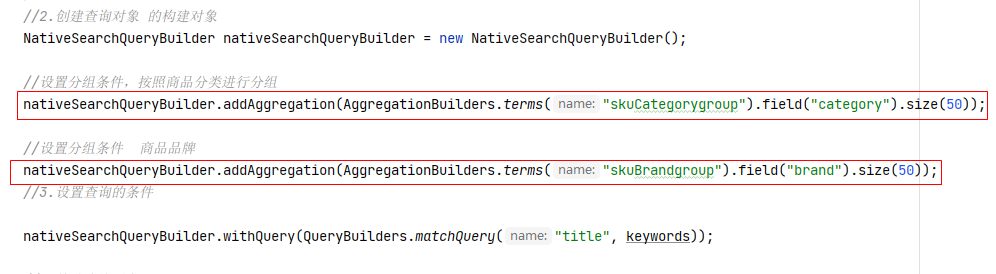 //2.创建查询对象 的构建对象
NativeSearchQueryBuilder nativeSearchQueryBuilder = new NativeSearchQueryBuilder();
//设置分组条件，按照商品分类进行分组
nativeSearchQueryBuilder.addAggregation(AggregationBuilders.terms( name: "skuCategorygroup").field("category").size(50));
//设置分组条件  商品品牌
nativeSearchQueryBuilder.addAggregation(AggregationBuilders.terms( name: "skuBrandgroup").field("brand").size(50));
//3.设置查询的条件
nativeSearchQueryBuilder.withQuery(QueryBuilders.matchQuery( name: "title", keywords));